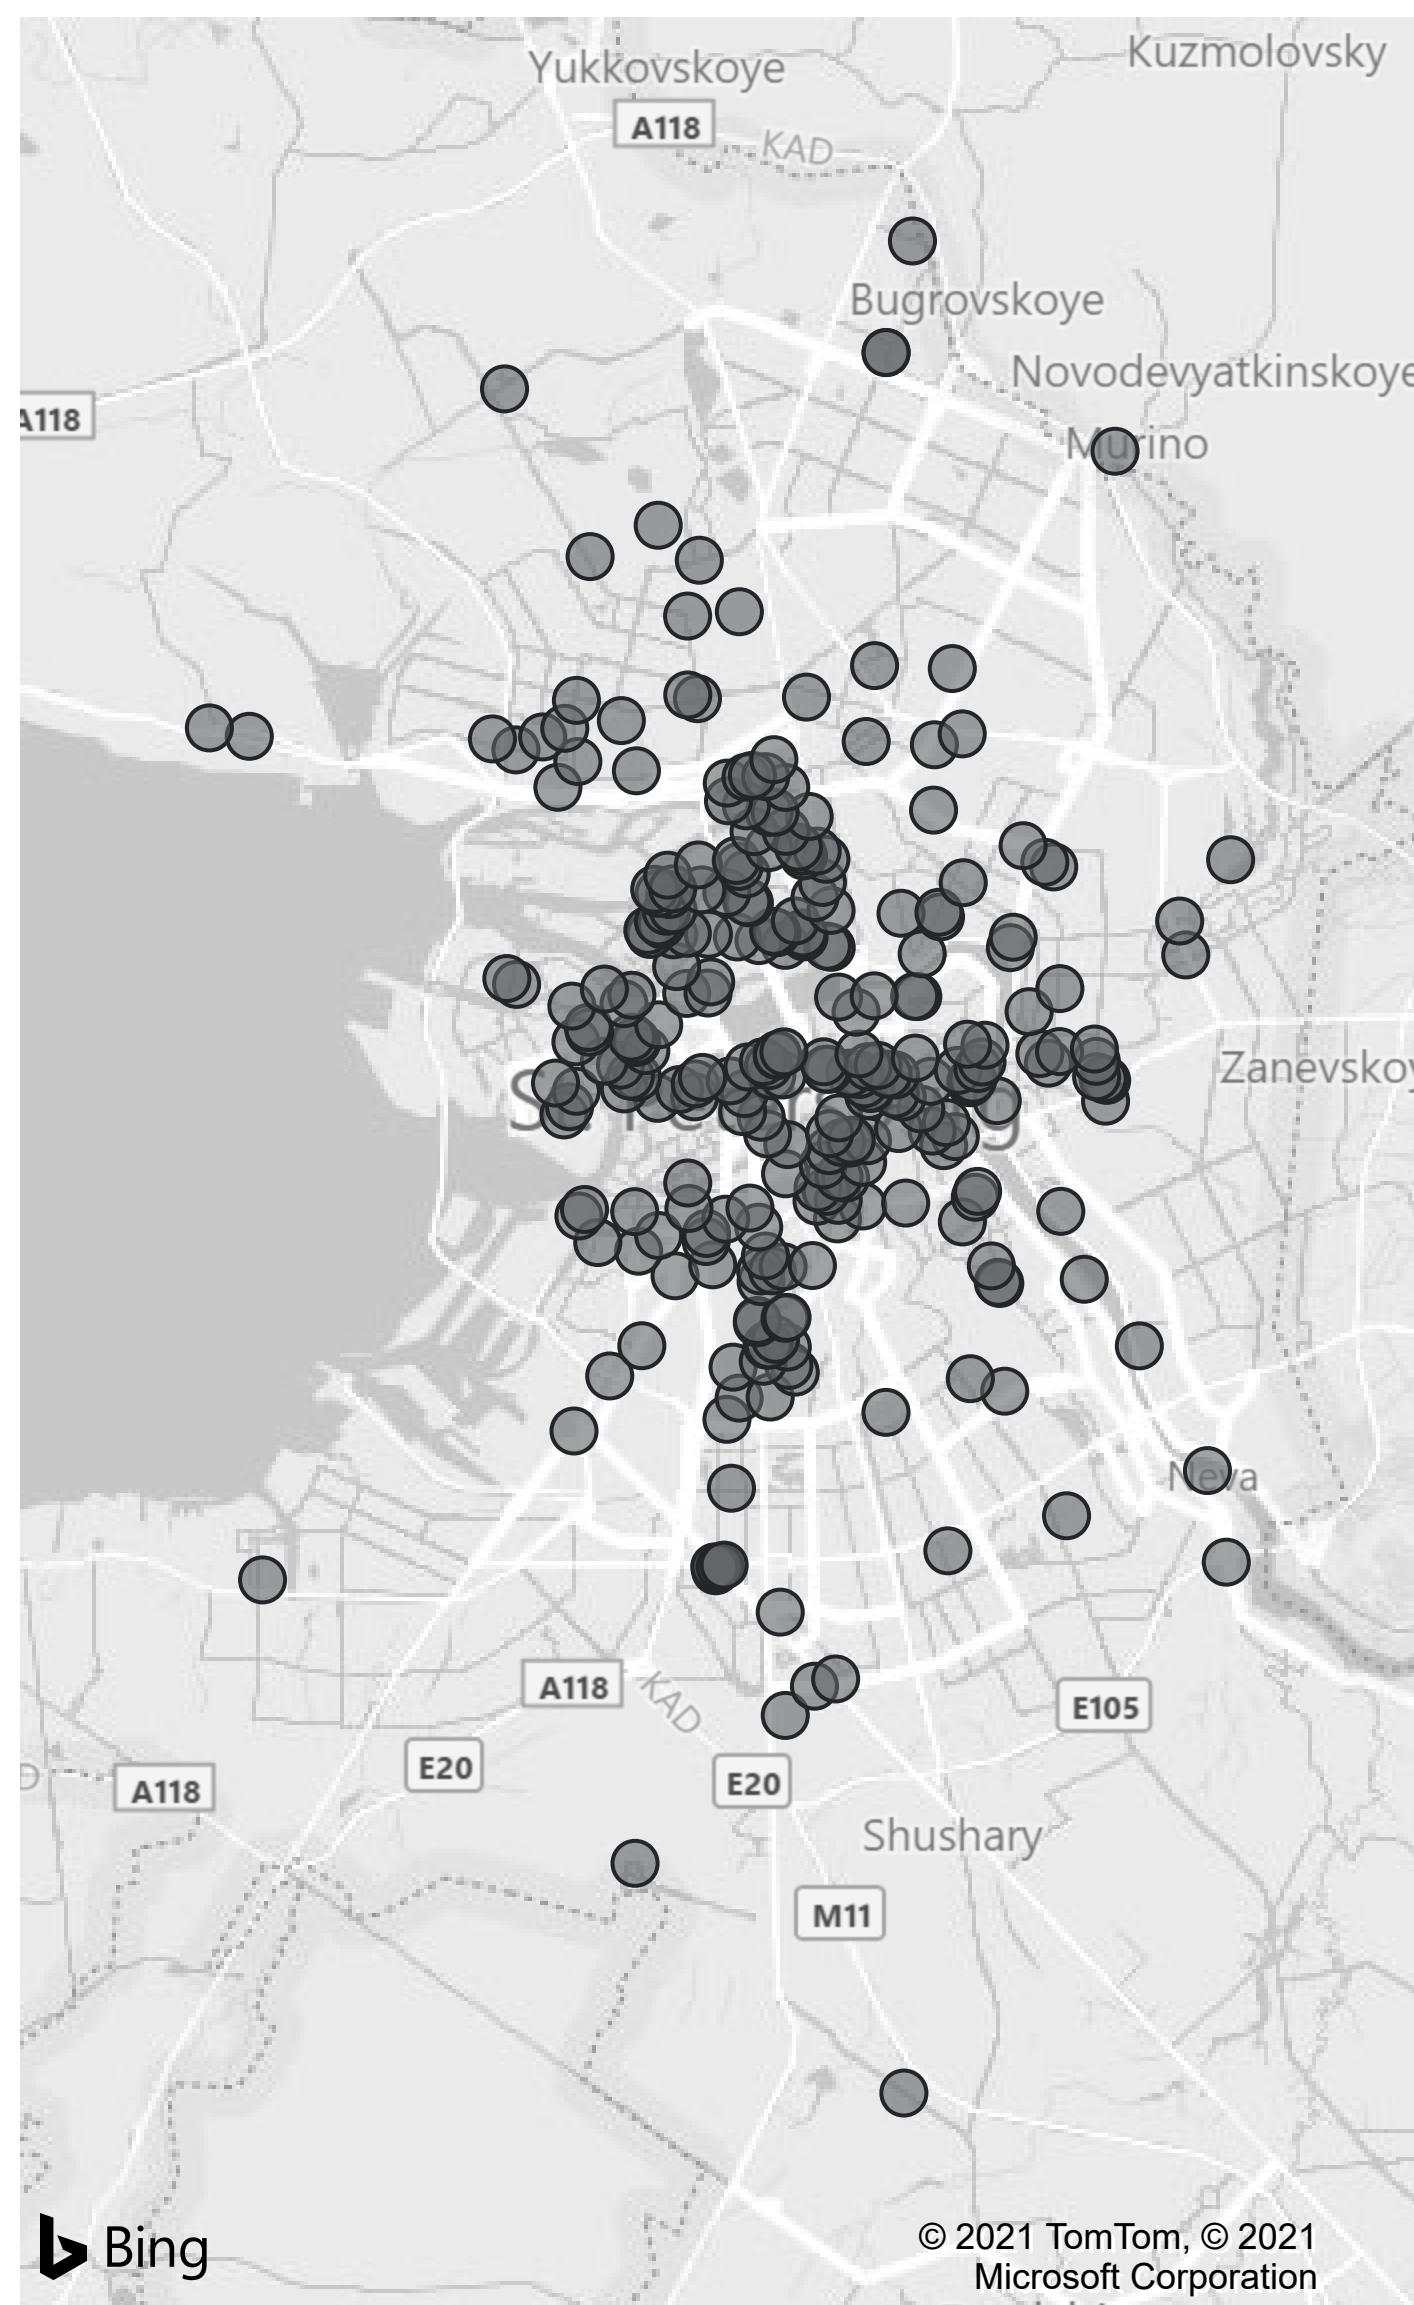 Kuzmolovsky
Yukkovskoye
A118
KAD
Bugrovskoye
Novodevyatkinskoye
A118
Murino
Zanevskoy
Neva
A118
KAD
E105
E20
E20
A118
Shushary
M11
Bing
© 2021 TomTom, © 2021
Microsoft Corporation